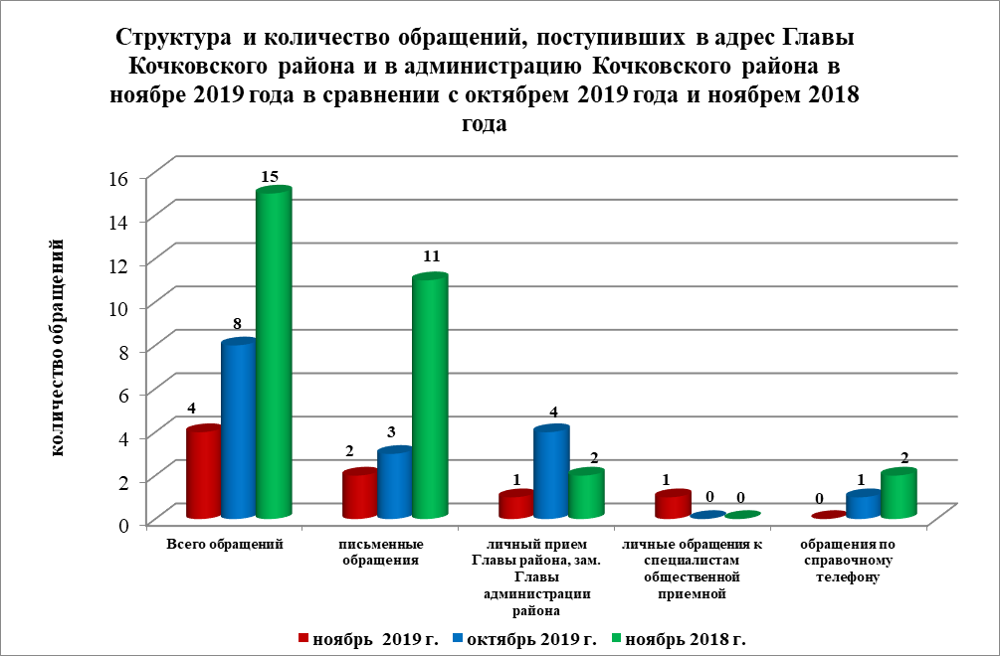 Структура и количество обращений, поступивших в адрес Главы
Кочковского района и в администрацию Кочковского района в
ноябре 2019 года в сравнении с октябрем 2019 года и ноябрем 2018
года
количество обращений
16
14
12
10
8
6
4
2
0
4
8
15
2
3
11
1
4
2
1
0
0
0
1
2
Всего обращений
письменные
обращения
личный прием
Главы района, зам.
Главы
администрации
района
личные обращения к
специалистам
общественной
приемной
обращения по
справочному
телефону
ноябрь 2019 г.
октябрь 2019 г.
ноябрь 2018 г.